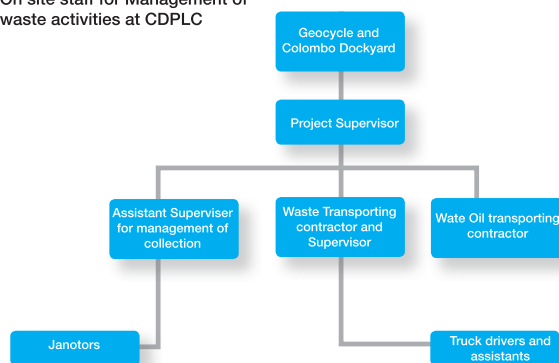 On site staff for Management of
waste activities at CDPLC
Geocycle and
Colombo Dockyard
Project Supervisor
Assistant Superviser
for management of
collection
Waste Transporting
contractor and
Supervisor
Wate Oil transporting
contractor
Janotors
Truck drivers and
assistants